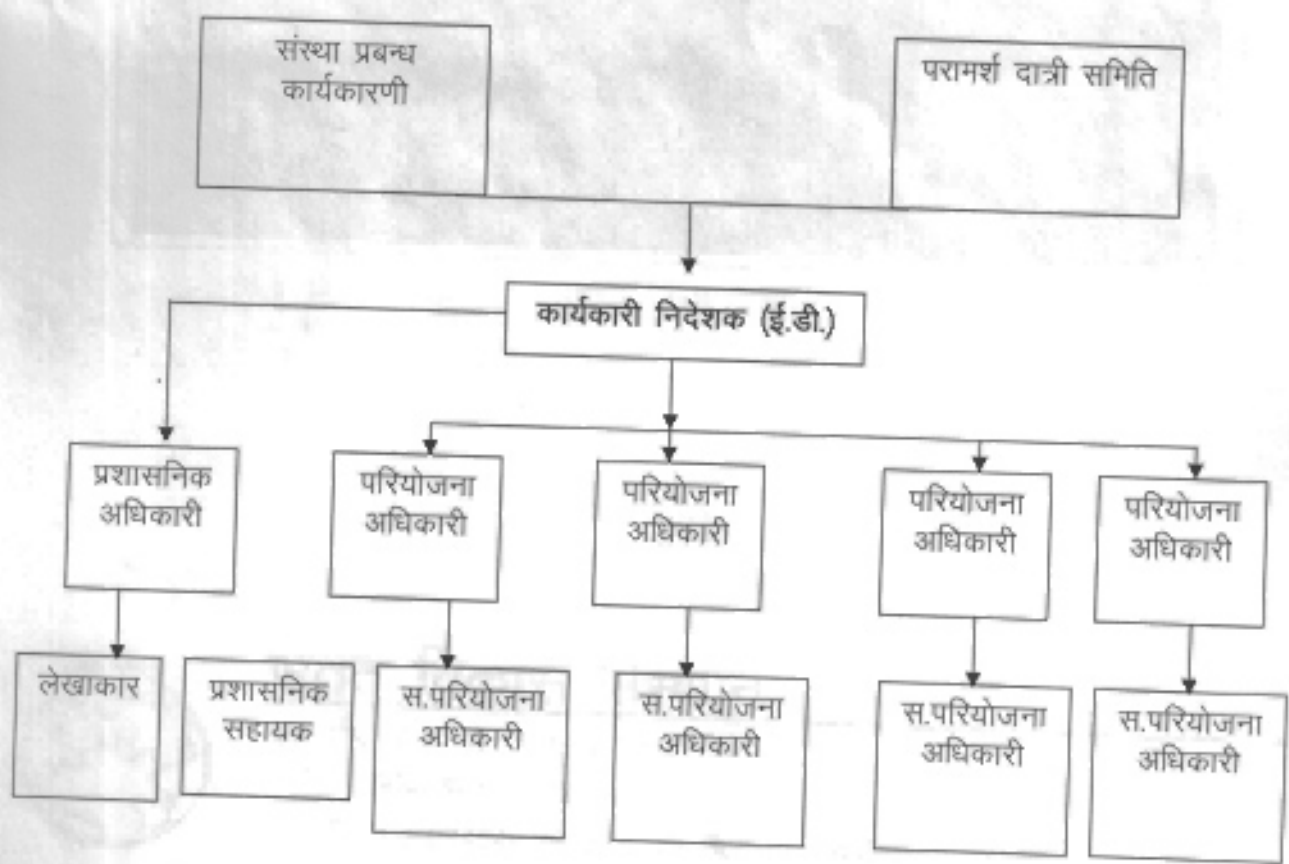 संस्था प्रबन्ध
कार्यकारणी
परामर्श दात्री समिति
कार्यकारी निदेशक (ई.डी.)
प्रशासनिक
अधिकारी
परियोजना
अधिकारी
परियोजना
अधिकारी
परियोजना
अधिकारी
परियोजना
अधिकारी
लेखाकार
प्रशासनिक
सहायक
स.परियोजना
अधिकारी
स.परियोजना
अधिकारी
स.परियोजना
अधिकारी
स.परियोजना
अधिकारी